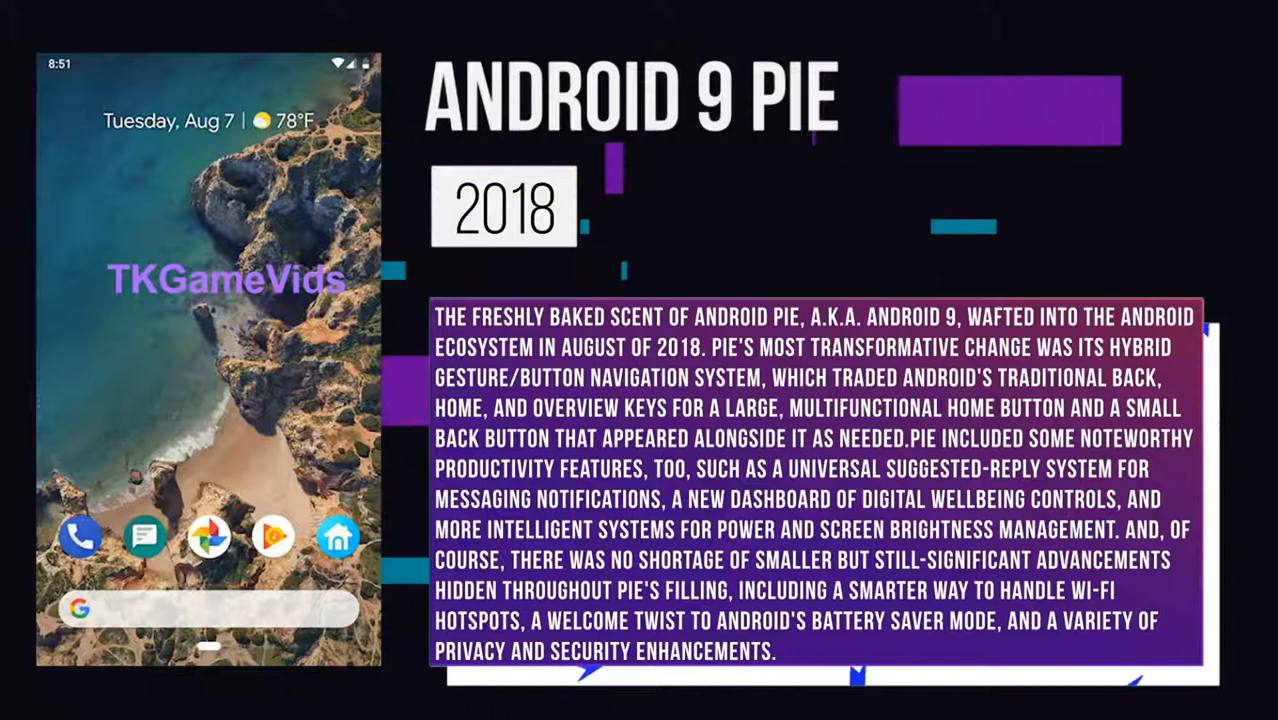 8:51
Tuesday, Aug 7 | 78°F
TKGameVids
G
ANDROID 9 PIE
2018
THE FRESHLY BAKED SCENT OF ANDROID PIE, A.K.A. ANDROID 9, WAFTED INTO THE ANDROID
ECOSYSTEM IN AUGUST OF 2018. PIE'S MOST TRANSFORMATIVE CHANGE WAS ITS HYBRID
GESTURE/BUTTON NAVIGATION SYSTEM, WHICH TRADED ANDROID'S TRADITIONAL BACK,
HOME, AND OVERVIEW KEYS FOR A LARGE, MULTIFUNCTIONAL HOME BUTTON AND A SMALL
BACK BUTTON THAT APPEARED ALONGSIDE IT AS NEEDED.PIE INCLUDED SOME NOTEWORTHY
PRODUCTIVITY FEATURES, TOO, SUCH AS A UNIVERSAL SUGGESTED-REPLY SYSTEM FOR
MESSAGING NOTIFICATIONS, A NEW DASHBOARD OF DIGITAL WELLBEING CONTROLS, AND
MORE INTELLIGENT SYSTEMS FOR POWER AND SCREEN BRIGHTNESS MANAGEMENT. AND, OF
COURSE, THERE WAS NO SHORTAGE OF SMALLER BUT STILL-SIGNIFICANT ADVANCEMENTS
HIDDEN THROUGHOUT PIE'S FILLING, INCLUDING A SMARTER WAY TO HANDLE WI-FI
HOTSPOTS, A WELCOME TWIST TO ANDROID'S BATTERY SAVER MODE, AND A VARIETY OF
PRIVACY AND SECURITY ENHANCEMENTS.